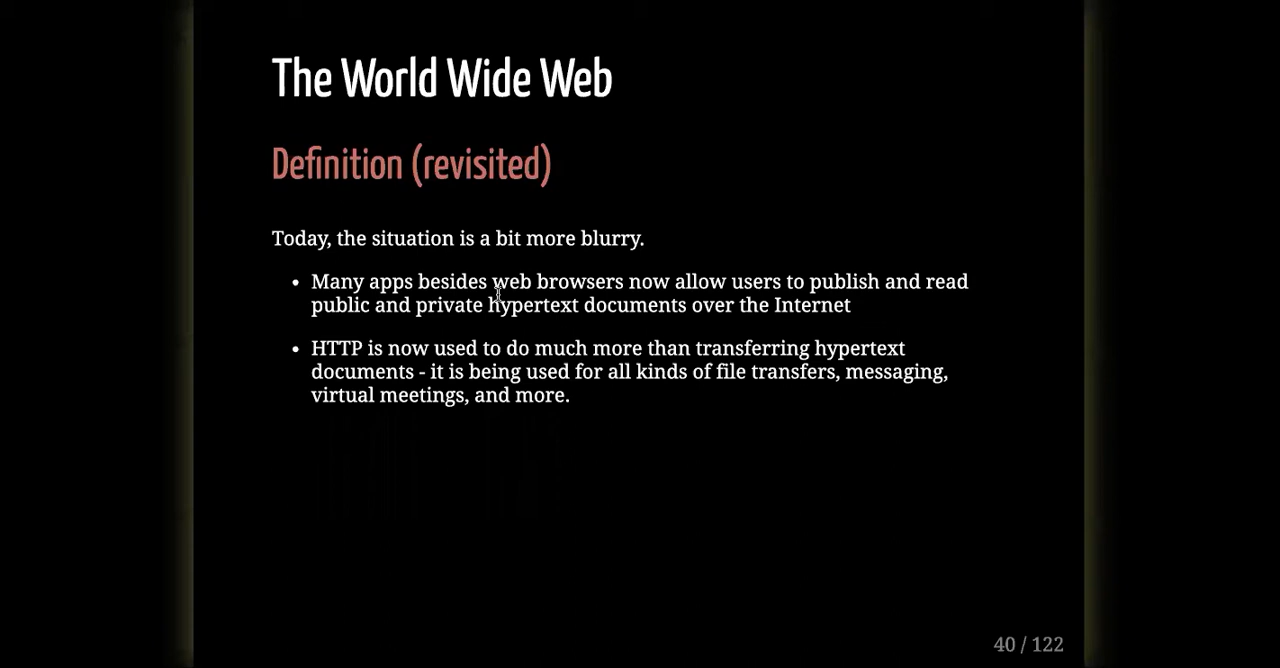 The World Wide Web
Definition (revisited)
Today, the situation is a bit more blurry.
• Many apps besides web browsers now allow users to publish and read
public and private hypertext documents over the Internet
• HTTP is now used to do much more than transferring hypertext
documents - it is being used for all kinds of file transfers, messaging,
virtual meetings, and more.
40 / 122